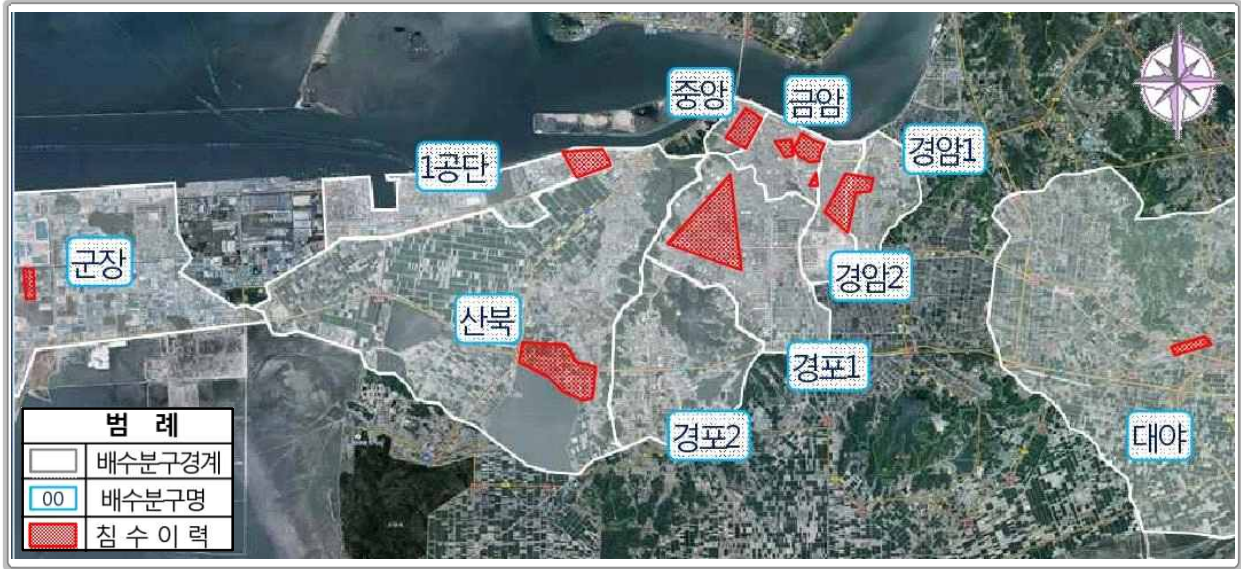 중앙
금암
경암1
1공단
군장
경암2
산북
경포1
경포2
대야
범 례
배수분구경계
00 배수분구명
침 수 이 력